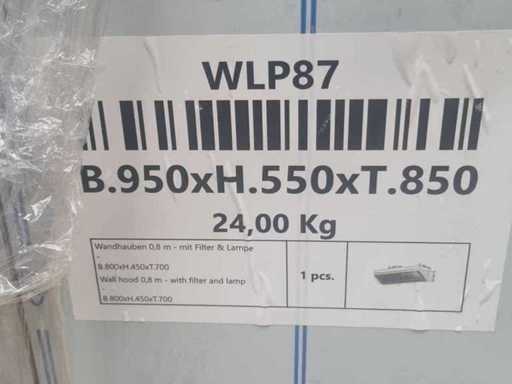 WLP87
B.950xH.550xT.850
24,00 Kg
Wandhauben 0,8 m - mit Filter & Lampe
-
B.800xH.450xT.700
Wall hood 0,8 m - with filter and lamp
-
B.800xH.450xT.700
1 pcs.